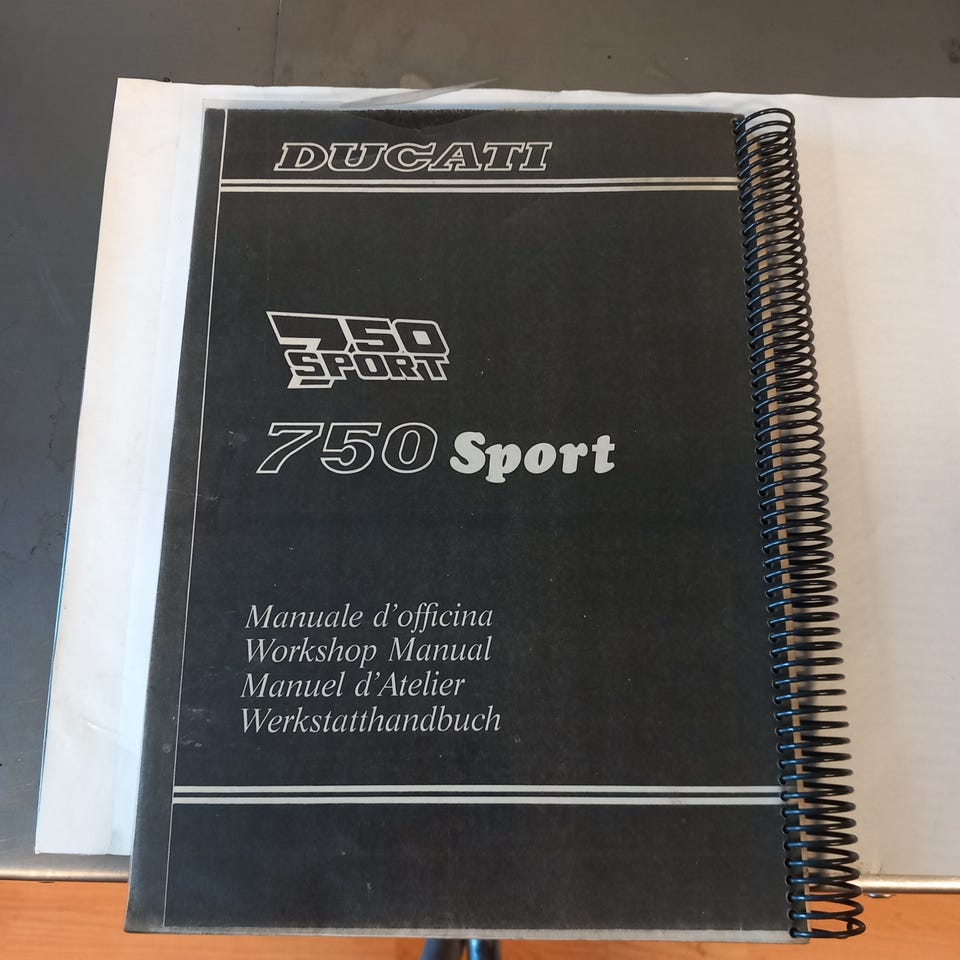 DUCATI
750
SPORT
750 Sport
Manuale d'officina
Workshop Manual
Manuel d'Atelier
Werkstatthandbuch